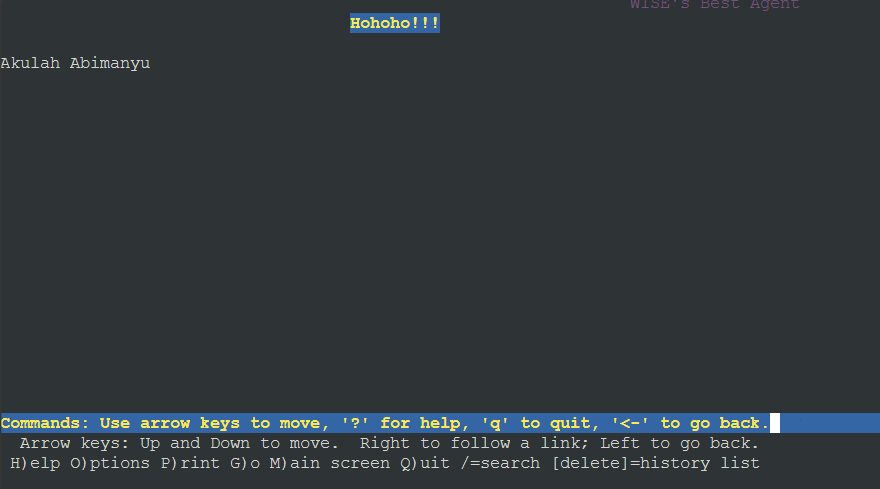 WISE's Best Agent
Hohoho!!!
Akulah Abimanyu
Commands: Use arrow keys to move, '?' for help, 'q' to quit, '<-' to go back.
Arrow keys: Up and Down to move.  Right to follow a link; Left to go back.
H)elp O)ptions P)rint G)o M)ain screen Q)uit /=search [delete]=history list